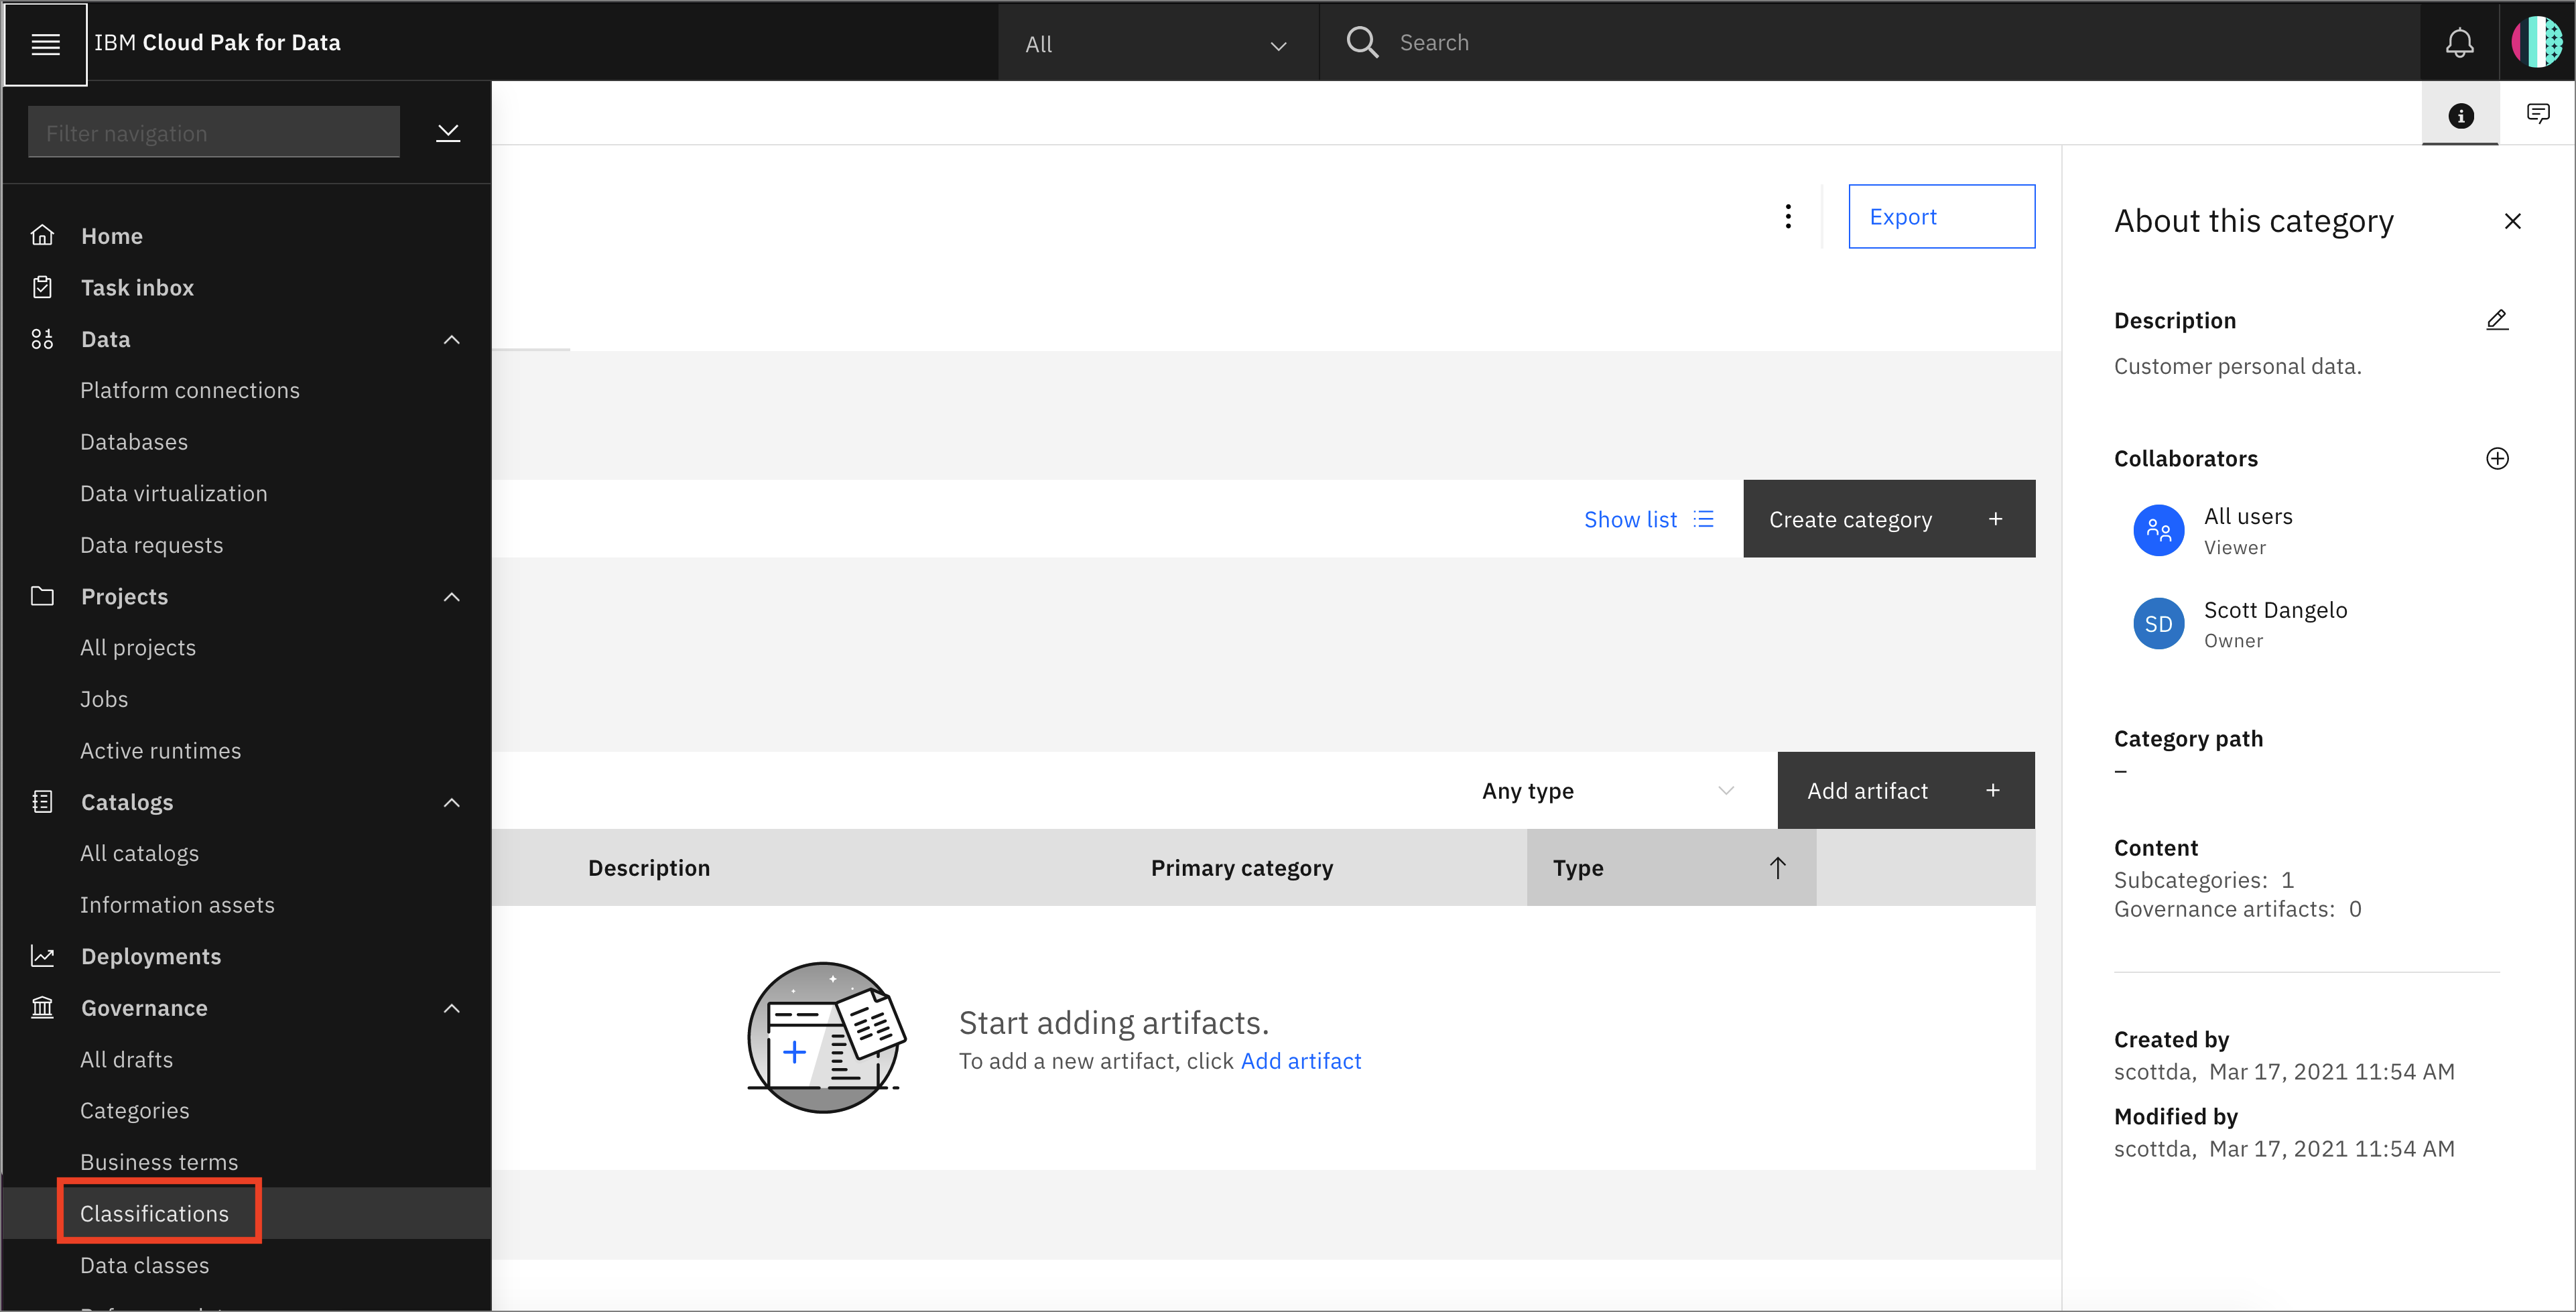 IBM Cloud Pak for Data
All
Search
Filter navigation
Home
Task inbox
Data
Platform connections
Databases
Data virtualization
Data requests
Projects
All projects
Jobs
Active runtimes
Catalogs
All catalogs
Information assets
Deployments
Governance
All drafts
Categories
Business terms
Classifications
Data classes
Export
Show list
Create category
Any type
Add artifact
Description
Primary category
Type
Start adding artifacts.
To add a new artifact, click Add artifact
About this category
Description
Customer personal data.
Collaborators
All users
Viewer
SD
Scott Dangelo
Owner
Category path
–
Content
Subcategories: 1
Governance artifacts: 0
Created by
scottda, Mar 17, 2021 11:54 AM
Modified by
scottda, Mar 17, 2021 11:54 AM